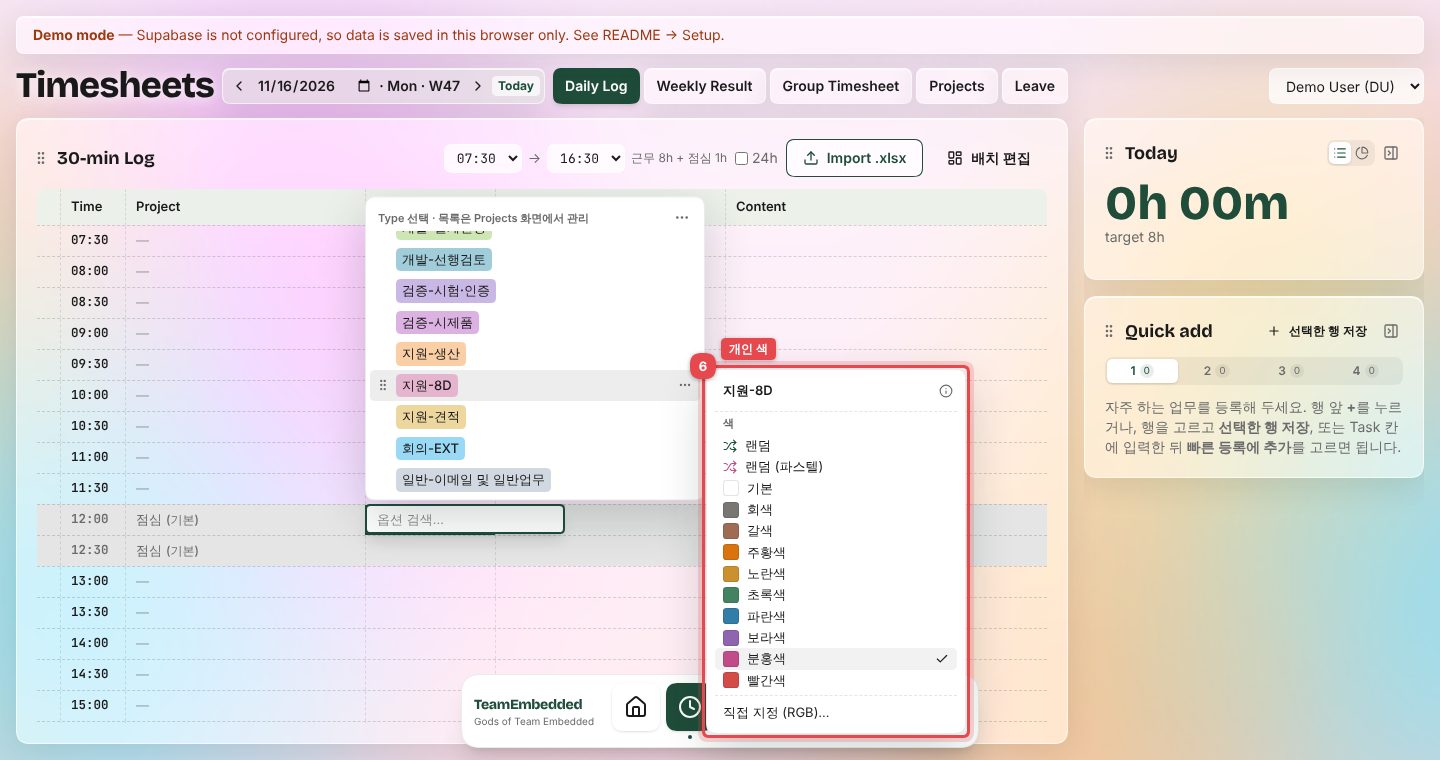 Demo mode — Supabase is not configured, so data is saved in this browser only. See README → Setup.
Timesheets
11/16/2026 · Mon · W47 Today
Daily Log Weekly Result Group Timesheet Projects Leave
Demo User (DU)
30-min Log
07:30 → 16:30 근무 8h + 점심 1h 24h
Import .xlsx
배치 편집
Time Project Content
07:30 —
08:00 —
08:30 —
09:00 —
09:30 —
10:00 —
10:30 —
11:00 —
11:30 —
12:00 점심 (기본)
12:30 점심 (기본)
13:00 —
13:30 —
14:00 —
14:30 —
15:00 —
Type 선택 · 목록은 Projects 화면에서 관리
개발-선행검토
검증-시험·인증
검증-시제품
지원-생산
지원-8D
지원-견적
회의-EXT
일반-이메일 및 일반업무
옵션 검색...
개인 색
6
지원-8D
색
랜덤
랜덤 (파스텔)
기본
회색
갈색
주황색
노란색
초록색
파란색
보라색
분홍색
빨간색
직접 지정 (RGB)...
TeamEmbedded
Gods of Team Embedded
Today
0h 00m
target 8h
Quick add
+ 선택한 행 저장
1 0 2 0 3 0 4 0
자주 하는 업무를 등록해 두세요. 행 앞 +를 누르
거나, 행을 고르고 선택한 행 저장, 또는 Task 칸
에 입력한 뒤 빠른 등록에 추가를 고르면 됩니다.